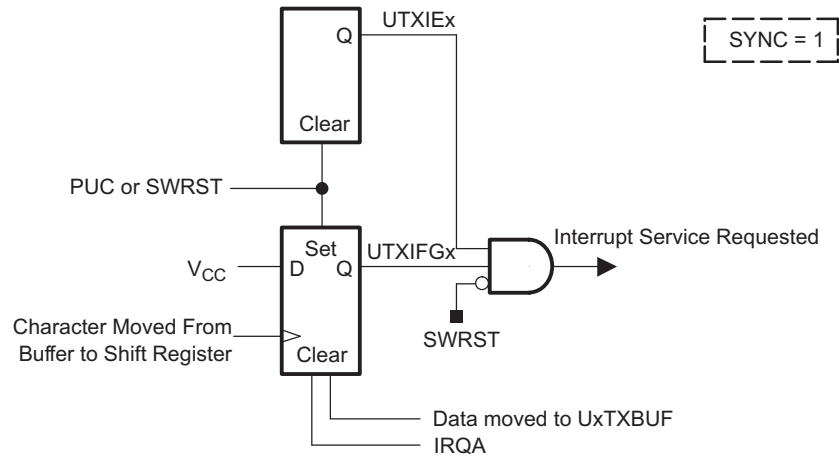 UTXIEx
SYNC = 1
Q
Clear
PUC or SWRST
Set
UTXIFGx
Interrupt Service Requested
VCC
D
Q
Character Moved From
Buffer to Shift Register
SWRST
Clear
Data moved to UxTXBUF
IRQA